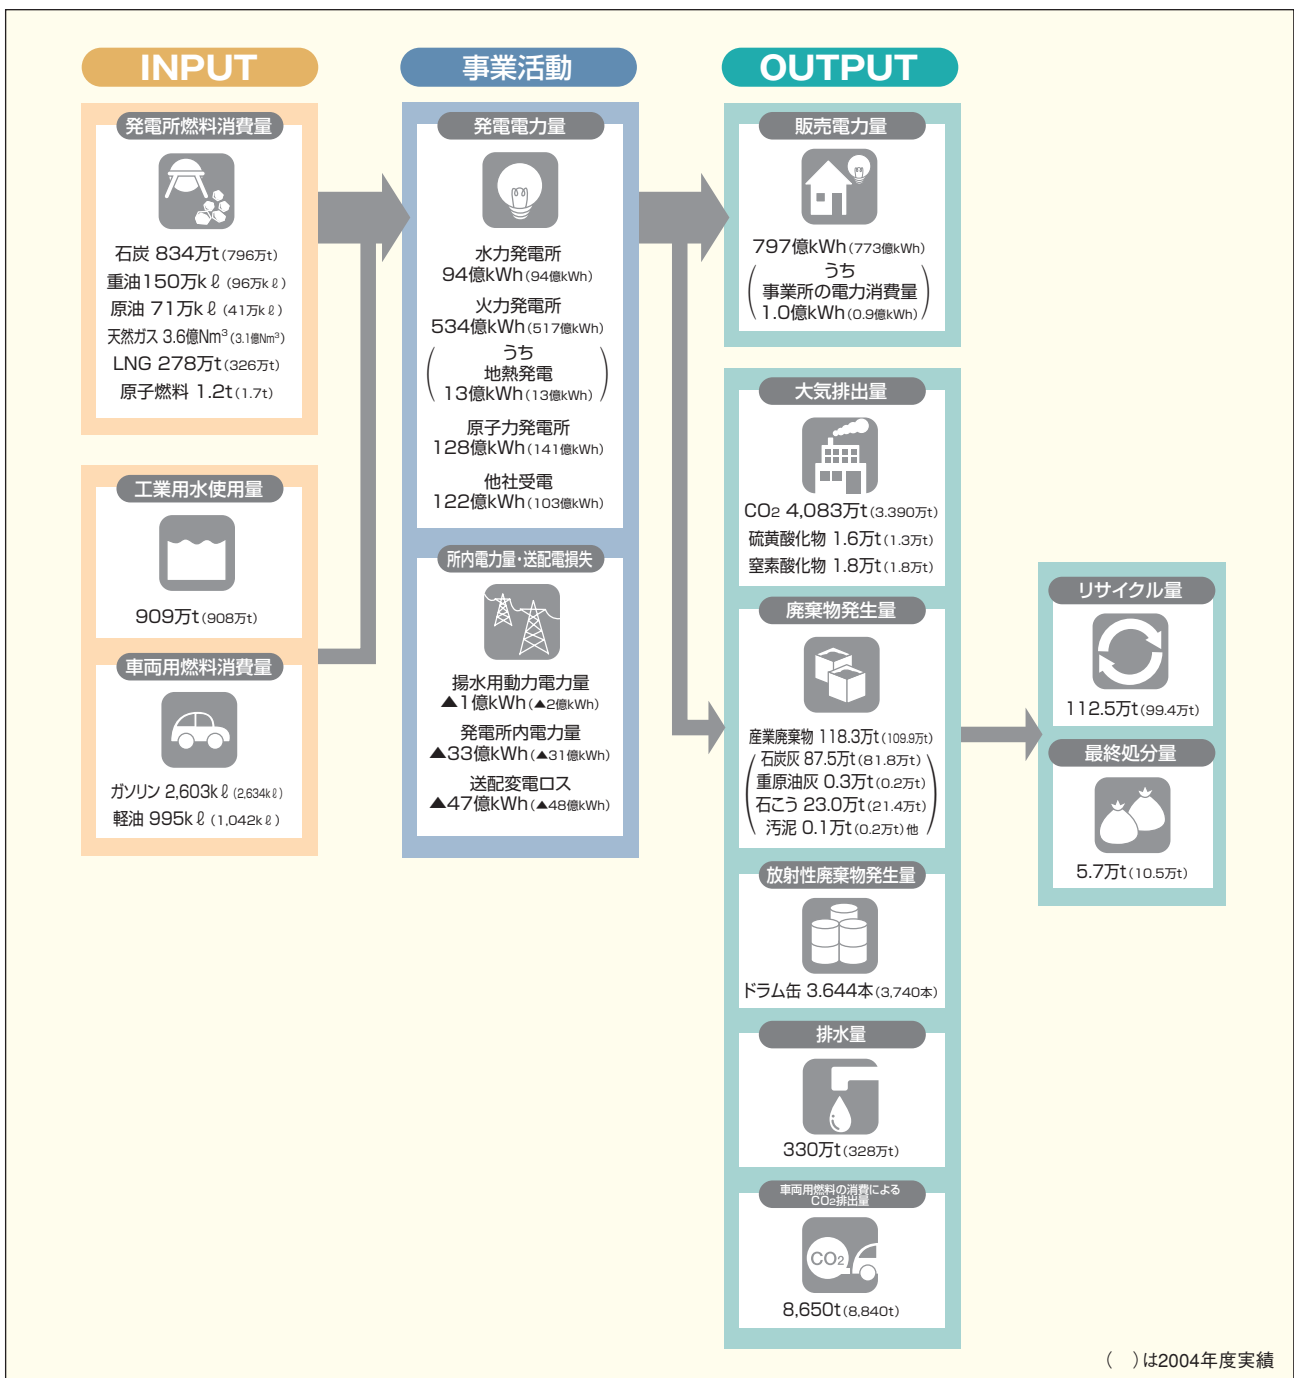 INPUT
発電所燃料消費量
石炭 834万t(796万t)
重油150万kℓ(96万kℓ)
原油 71万kℓ(41万kℓ)
天然ガス 3.6億Nm³(3.1億Nm³)
LNG 278万t(326万t)
原子燃料 1.2t(1.7t)
工業用水使用量
909万t(908万t)
車両用燃料消費量
ガソリン 2,603kℓ(2,634kℓ)
軽油 995kℓ(1,042kℓ)
事業活動
発電電力量
水力発電所
94億kWh(94億kWh)
火力発電所
534億kWh(517億kWh)
うち
地熱発電
13億kWh(13億kWh)
原子力発電所
128億kWh(141億kWh)
他社受電
122億kWh(103億kWh)
所内電力量・送配電損失
揚水用動力電力量
▲1億kWh(▲2億kWh)
発電所内電力量
▲33億kWh(▲31億kWh)
送配変電ロス
▲47億kWh(▲48億kWh)
OUTPUT
販売電力量
797億kWh(773億kWh)
うち
事業所の電力消費量
1.0億kWh(0.9億kWh)
大気排出量
CO₂ 4,083万t(3.390万t)
硫黄酸化物 1.6万t(1.3万t)
窒素酸化物 1.8万t(1.8万t)
廃棄物発生量
産業廃棄物 118.3万t(109.9万t)
石炭灰 87.5万t(81.8万t)
重原油灰 0.3万t(0.2万t)
石こう 23.0万t(21.4万t)
汚泥 0.1万t(0.2万t)他
放射性廃棄物発生量
ドラム缶 3.644本(3,740本)
排水量
330万t(328万t)
車両用燃料の消費による
CO₂排出量
CO₂
8,650t(8,840t)
リサイクル量
112.5万t(99.4万t)
最終処分量
5.7万t(10.5万t)
(　)は2004年度実績